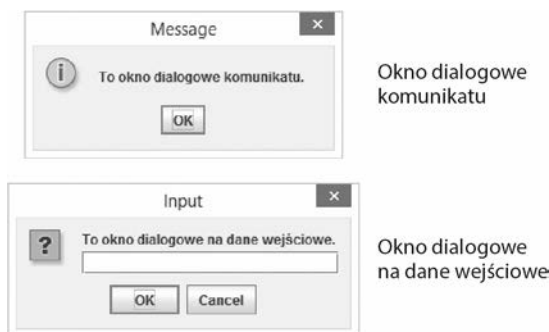 Message
×
i
To okno dialogowe komunikatu.
OK
Okno dialogowe
komunikatu
Input
×
?
To okno dialogowe na dane wejściowe.
OK Cancel
Okno dialogowe
na dane wejściowe